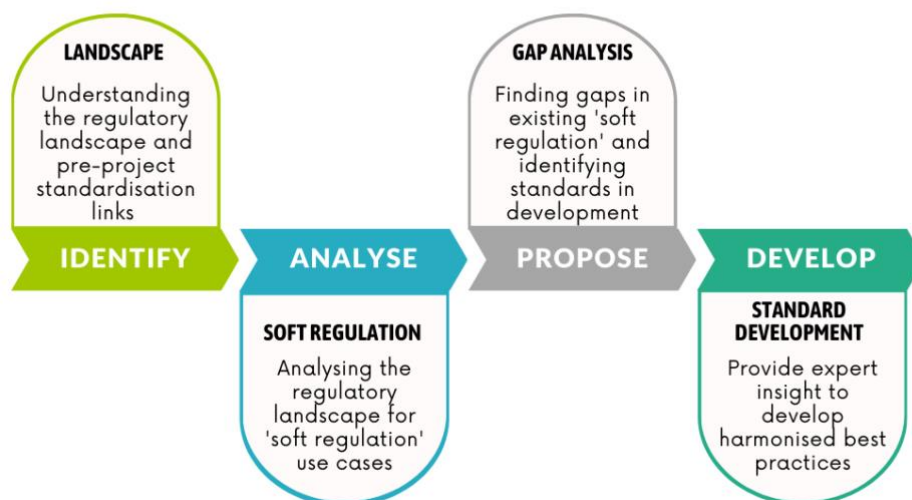 LANDSCAPE
Understanding
the regulatory
landscape and
pre-project
standardisation
links
IDENTIFY
ANALYSE
SOFT REGULATION
Analysing the
regulatory
landscape for
'soft regulation'
use cases
GAP ANALYSIS
Finding gaps in
existing 'soft
regulation' and
identifying
standards in
development
PROPOSE
DEVELOP
STANDARD
DEVELOPMENT
Provide expert
insight to
develop
harmonised best
practices